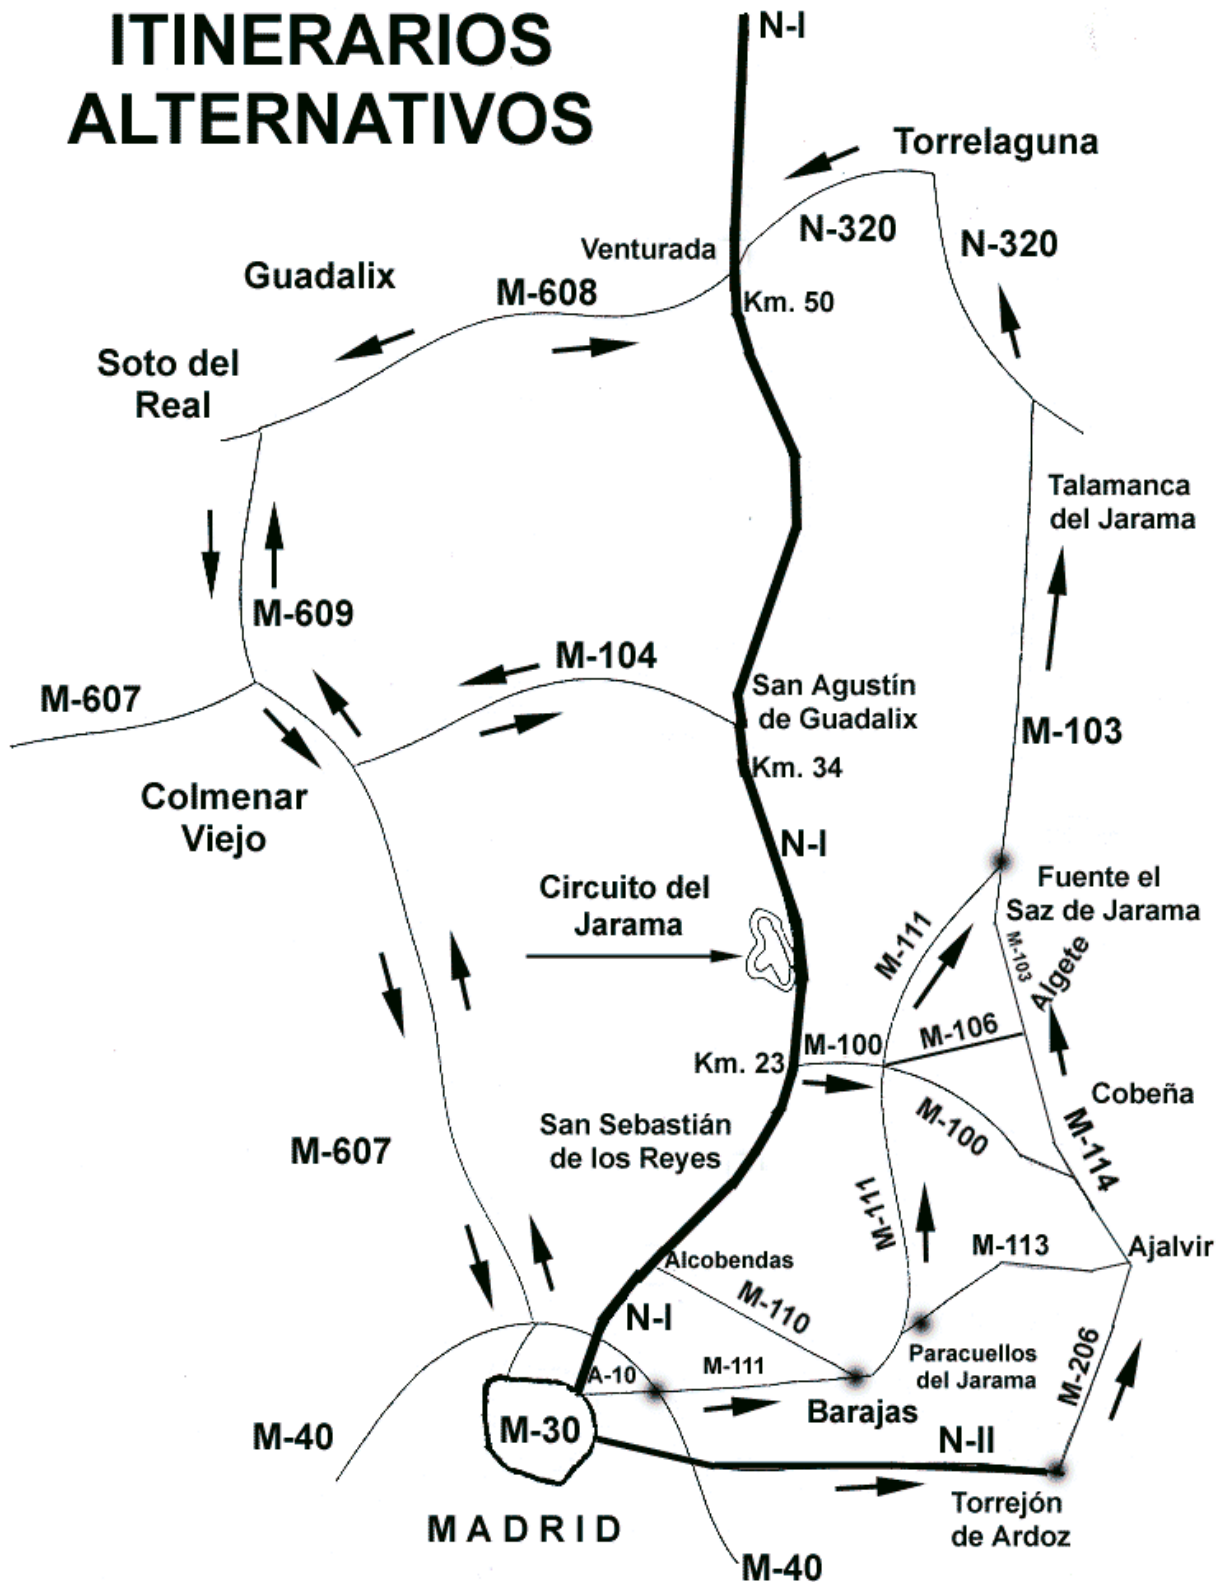 ITINERARIOS
ALTERNATIVOS
N-I
Torrelaguna
N-320
N-320
Venturada
Guadalix
M-608
Km. 50
Soto del
Real
Talamanca
del Jarama
M-609
M-104
M-607
San Agustín
de Guadalix
M-103
Km. 34
Colmenar
Viejo
N-I
Circuito del
Jarama
Fuente el
Saz de Jarama
M-111
M-103
Algete
M-106
M-100
Km. 23
Cobeña
M-100
San Sebastián
de los Reyes
M-114
M-607
M-111
M-113
Ajalvir
Alcobendas
M-110
N-I
Paracuellos
del Jarama
M-206
A-10
M-111
Barajas
M-30
M-40
N-II
Torrejón
de Ardoz
MADRID
M-40